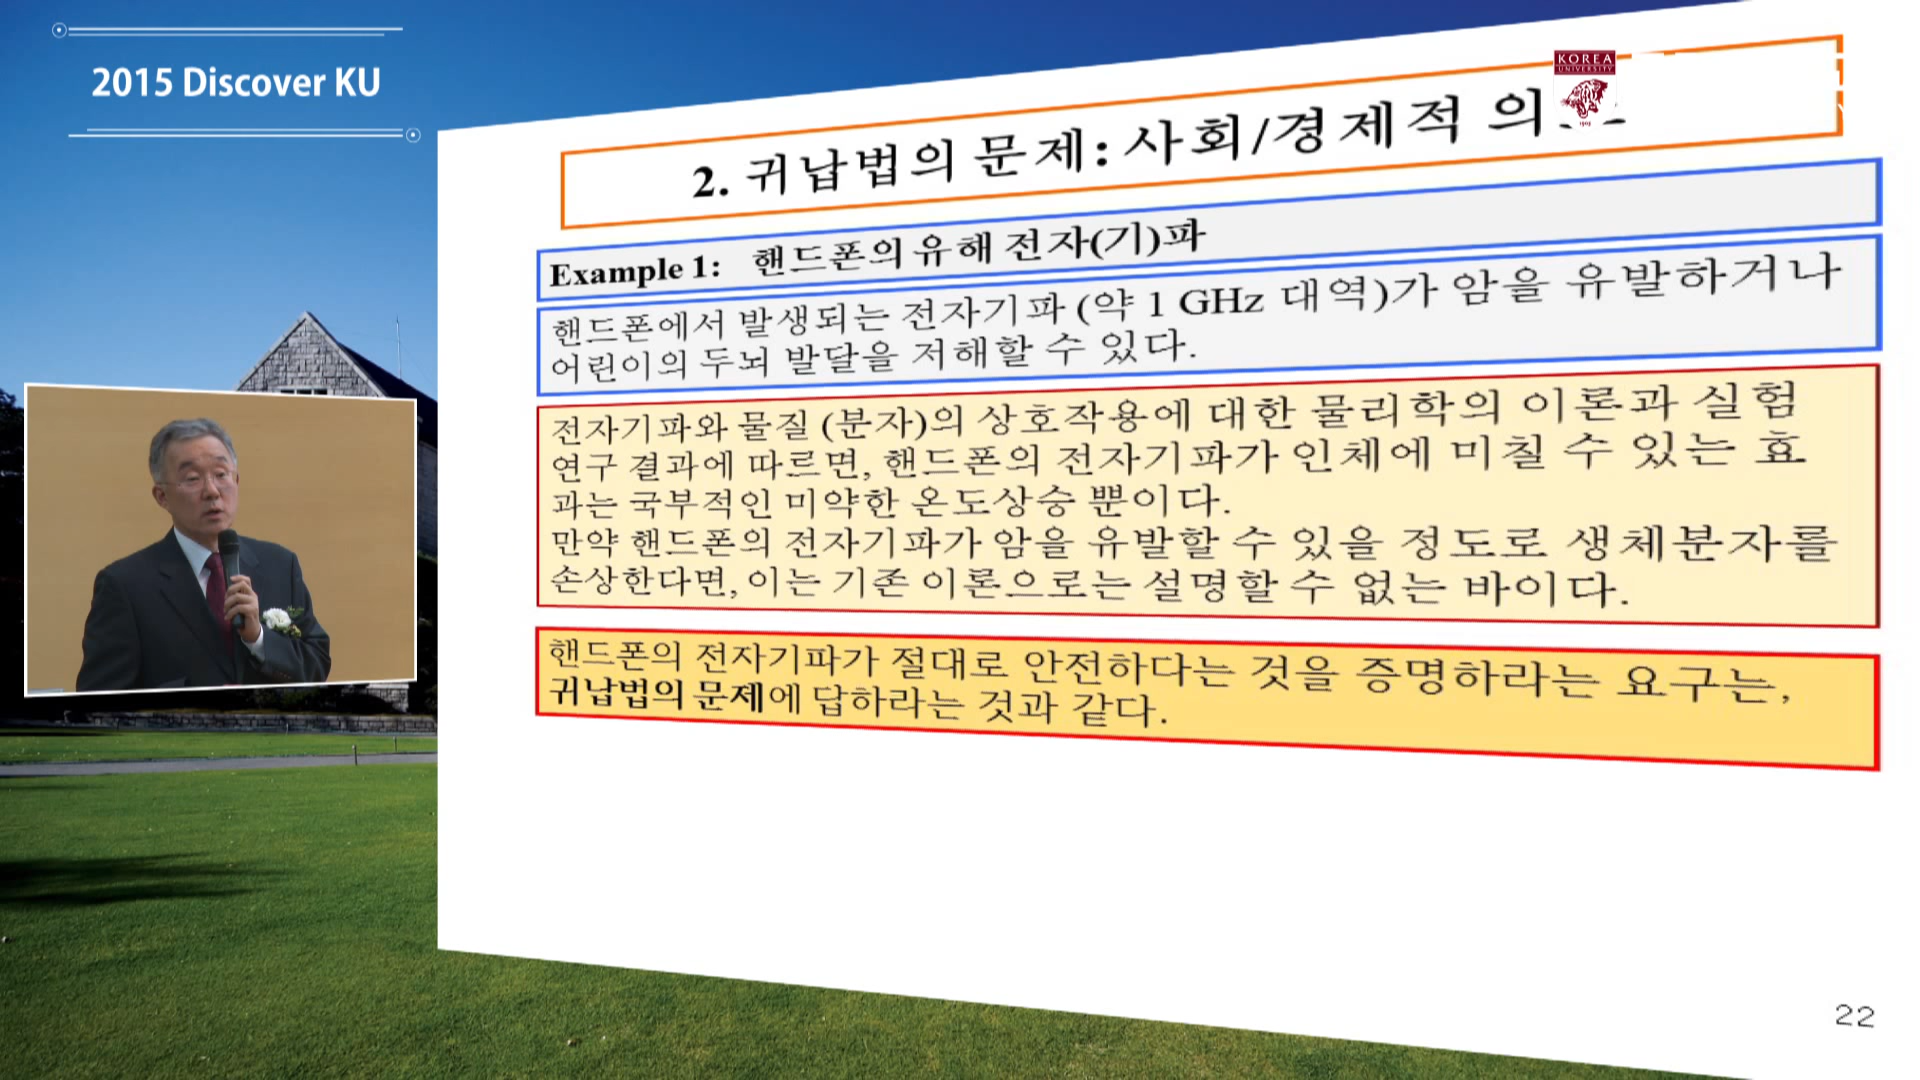 2015 Discover KU
KOREA
UNIVERSITY
2. 귀납법의 문제: 사회/경제적
Example 1: 핸드폰의 유해 전자(기)파
핸드폰에서 발생되는 전자기파 (약 1 GHz 대역)가 암을 유발하거나
어린이의 두뇌 발달을 저해할 수 있다.
전자기파와 물질 (분자)의 상호작용에 대한 물리학의 이론과 실험
연구 결과에 따르면, 핸드폰의 전자기파가 인체에 미칠 수 있는 효
과는 국부적인 미약한 온도상승 뿐이다.
만약 핸드폰의 전자기파가 암을 유발할 수 있을 정도로 생체분자를
손상한다면, 이는 기존 이론으로는 설명할 수 없는 바이다.
핸드폰의 전자기파가 절대로 안전하다는 것을 증명하라는 요구는,
귀납법의 문제에 답하라는 것과 같다.
22